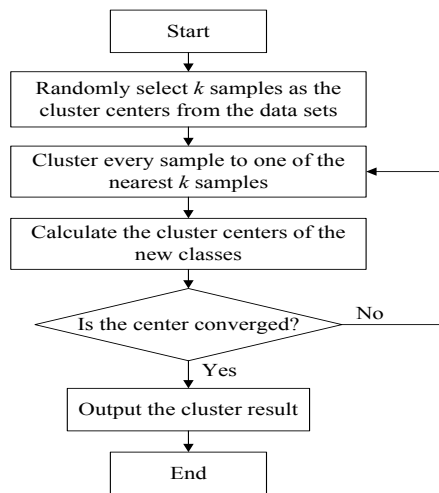 Start
Randomly select k samples as the
cluster centers from the data sets
Cluster every sample to one of the
nearest k samples
Calculate the cluster centers of the
new classes
Is the center converged?
No
Yes
Output the cluster result
End